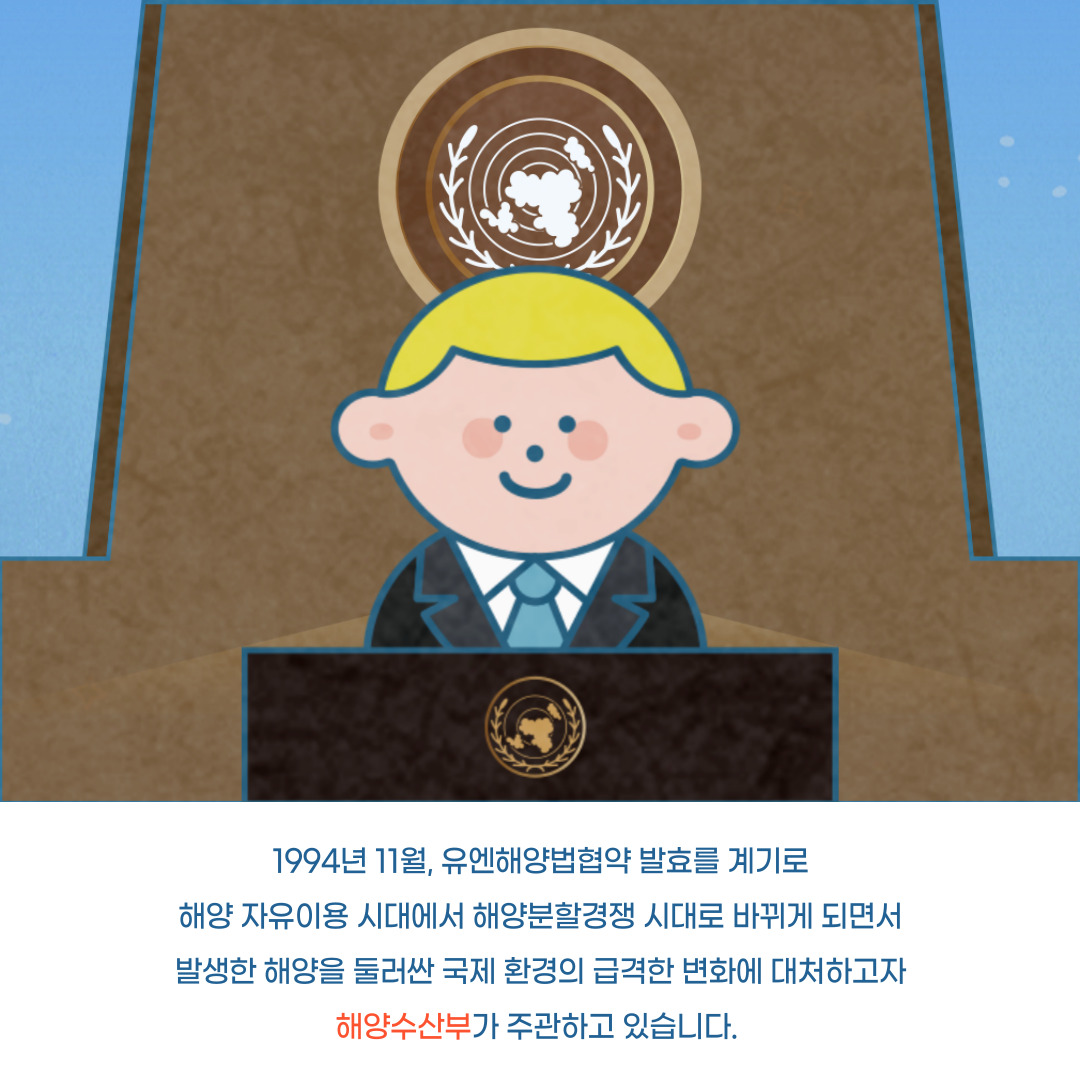 1994년 11월, 유엔해양법협약 발효를 계기로
해양 자유이용 시대에서 해양분할경쟁 시대로 바뀌게 되면서
발생한 해양을 둘러싼 국제 환경의 급격한 변화에 대처하고자
해양수산부가 주관하고 있습니다.